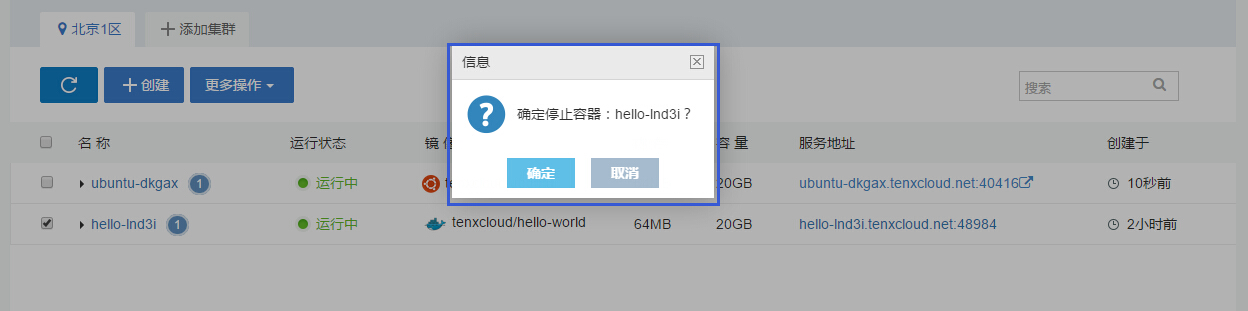 北京1区 添加集群
信息
创建 更多操作 搜索
确定停止容器：hello-lnd3i？
名 称 运行状态 镜 容 量 服务地址 创建于
确定 取消
ubuntu-dkgax 1 运行中 20GB ubuntu-dkgax.tenxcloud.net:40416 10秒前
hello-lnd3i 1 运行中 tenxcloud/hello-world 64MB 20GB hello-lnd3i.tenxcloud.net:48984 2小时前